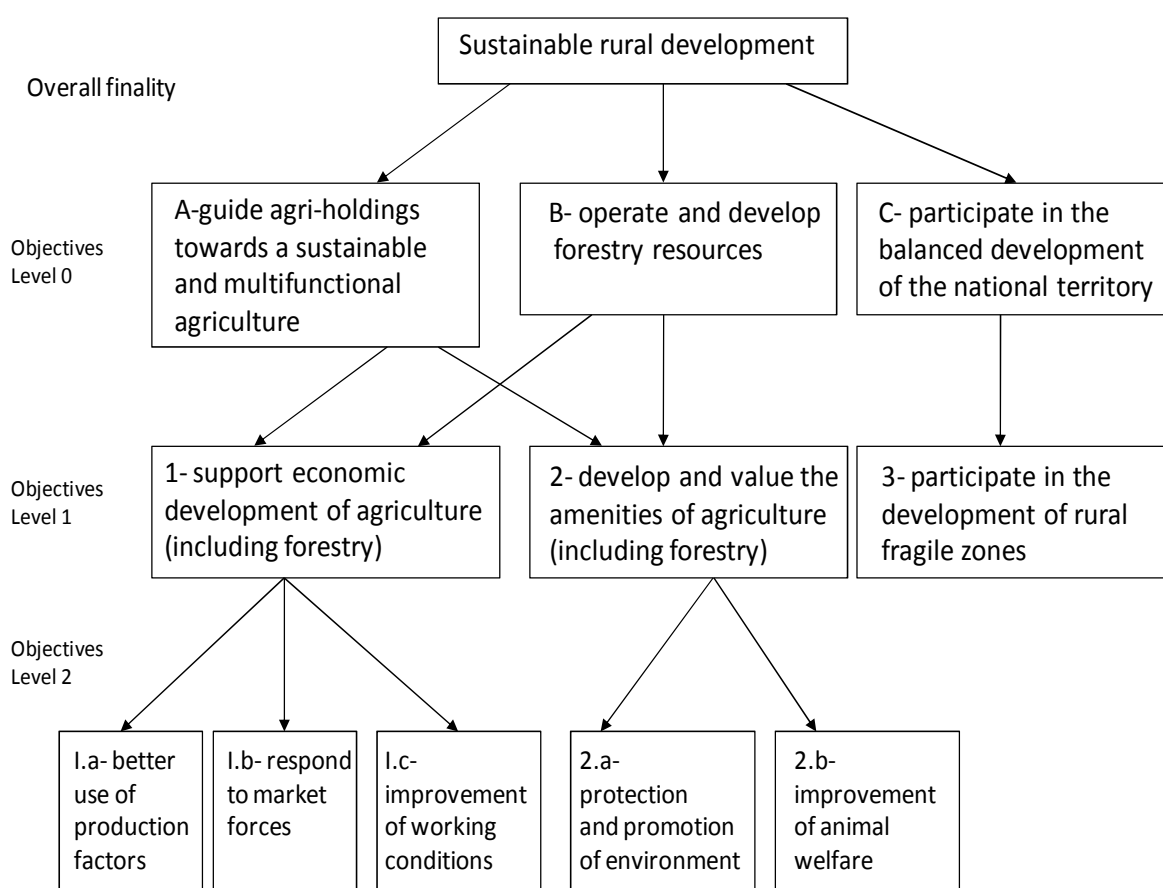 Sustainable rural development
Overall finality
Objectives
Level 0
A-guide agri-holdings
towards a sustainable
and multifunctional
agriculture
B- operate and develop
forestry resources
C- participate in the
balanced development
of the national territory
Objectives
Level 1
1- support economic
development of agriculture
(including forestry)
2- develop and value the
amenities of agriculture
(including forestry)
3- participate in the
development of rural
fragile zones
Objectives
Level 2
I.a- better
use of
production
factors
I.b- respond
to market
forces
I.c-
improvement
of working
conditions
2.a-
protection
and promotion
of environment
2.b-
improvement
of animal
welfare